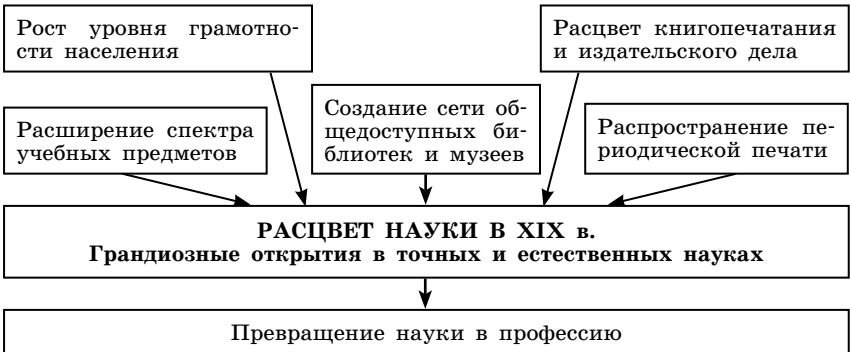 Рост уровня грамотно-
сти населения
Расцвет книгопечатания
и издательского дела
Расширение спектра
учебных предметов
Создание сети об-
щедоступных би-
блиотек и музеев
Распространение пе-
риодической печати
РАСЦВЕТ НАУКИ В XIX в.
Грандиозные открытия в точных и естественных науках
Превращение науки в профессию